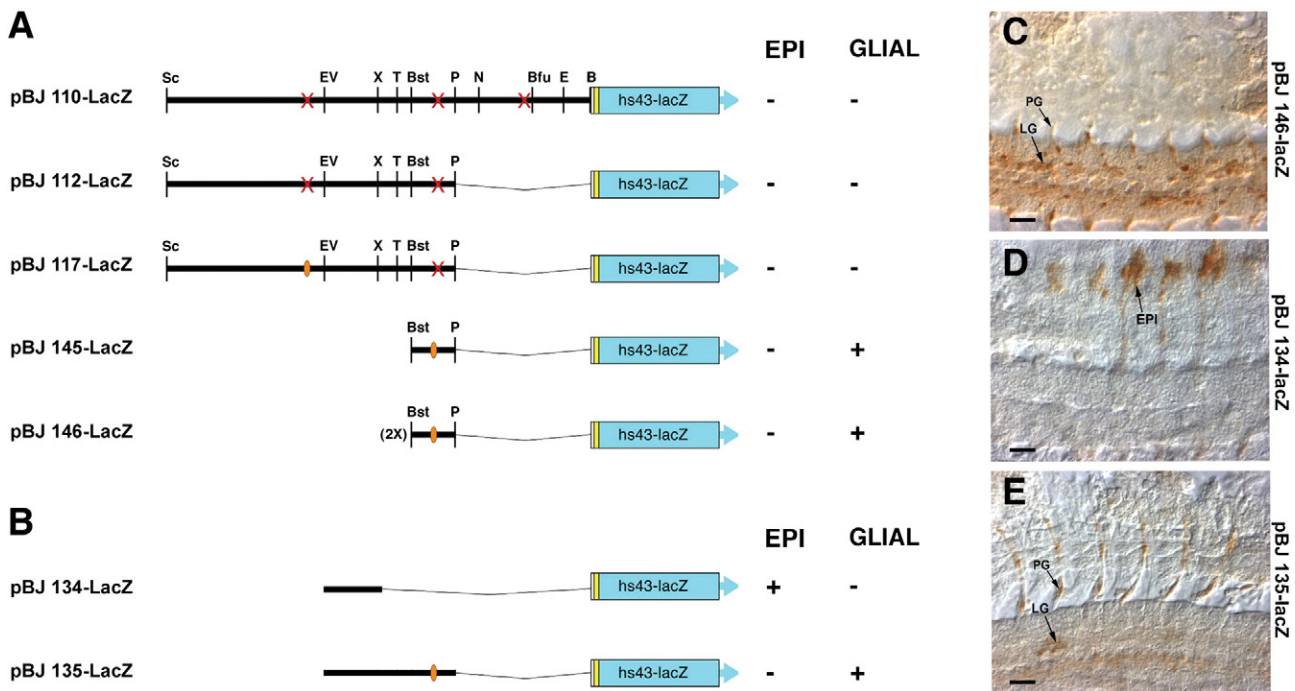 A
EPI GLIAL
Sc EV X T Bst P N Bfu E B
pBJ 110-LacZ hs43-lacZ - -
Sc EV X T Bst P
pBJ 112-LacZ hs43-lacZ - -
Sc EV X T Bst P
pBJ 117-LacZ hs43-lacZ - -
Bst P
pBJ 145-LacZ hs43-lacZ - +
Bst P
pBJ 146-LacZ (2X) hs43-lacZ - +
B
EPI GLIAL
pBJ 134-LacZ hs43-lacZ + -
pBJ 135-LacZ hs43-lacZ - +
C
PG
LG
pBJ 146-lacZ
D
EPI
pBJ 134-lacZ
E
PG
LG
pBJ 135-lacZ